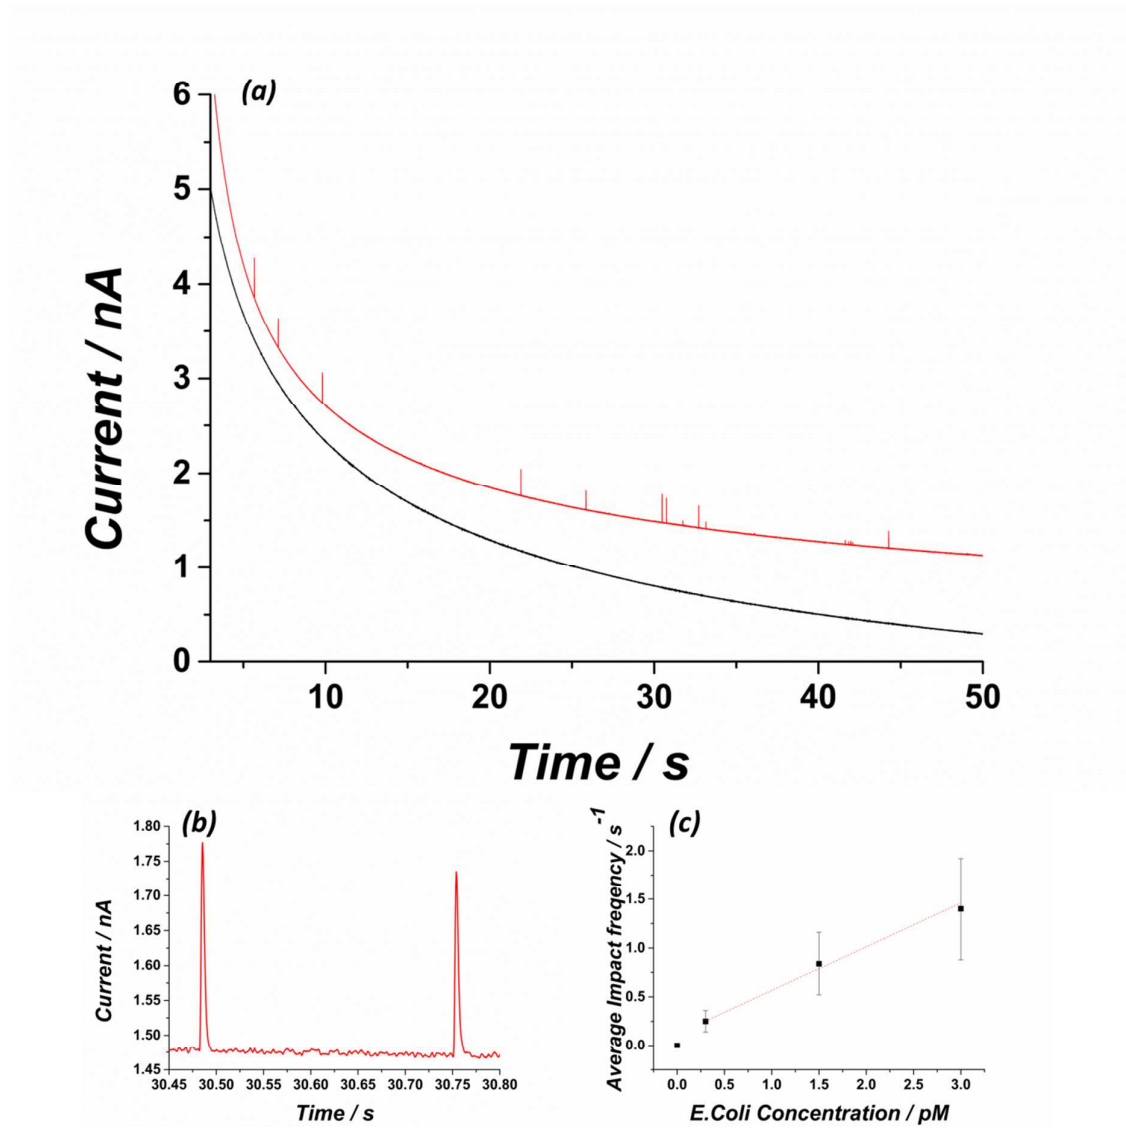 (a)
6
5
4
3
2
1
0
Current / nA
10 20 30 40 50
Time / s
(b)
1.80
1.75
1.70
1.65
1.60
1.55
1.50
1.45
Current / nA
30.45 30.50 30.55 30.60 30.65 30.70 30.75 30.80
Time / s
(c)
2.0
1.5
1.0
0.5
0.0
Average Impact freqency / s-1
0.0 0.5 1.0 1.5 2.0 2.5 3.0
E.Coli Concentration / pM